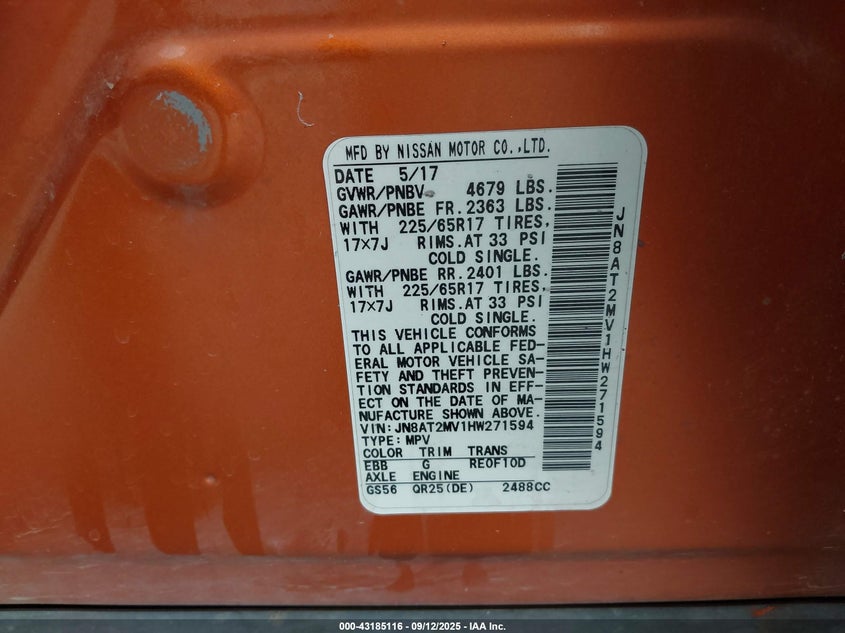 MFD BY NISSAN MOTOR CO.,LTD.
DATE 5/17
GVWR/PNBV 4679 LBS.
GAWR/PNBE FR.2363 LBS.
WITH 225/65R17 TIRES,
17×7J RIMS.AT 33 PSI
COLD SINGLE.
GAWR/PNBE RR.2401 LBS.
WITH 225/65R17 TIRES,
17×7J RIMS.AT 33 PSI
COLD SINGLE.
THIS VEHICLE CONFORMS
TO ALL APPLICABLE FED-
ERAL MOTOR VEHICLE SA-
FETY AND THEFT PREVEN-
TION STANDARDS IN EFF-
ECT ON THE DATE OF MA-
NUFACTURE SHOWN ABOVE.
VIN:JN8AT2MV1HW271594
TYPE:MPV
COLOR TRIM TRANS
EBB G RE0F10D
AXLE ENGINE
GS56 QR25(DE) 2488CC
JN8AT2MV1HW271594
000-43185116 - 09/12/2025 - IAA Inc.